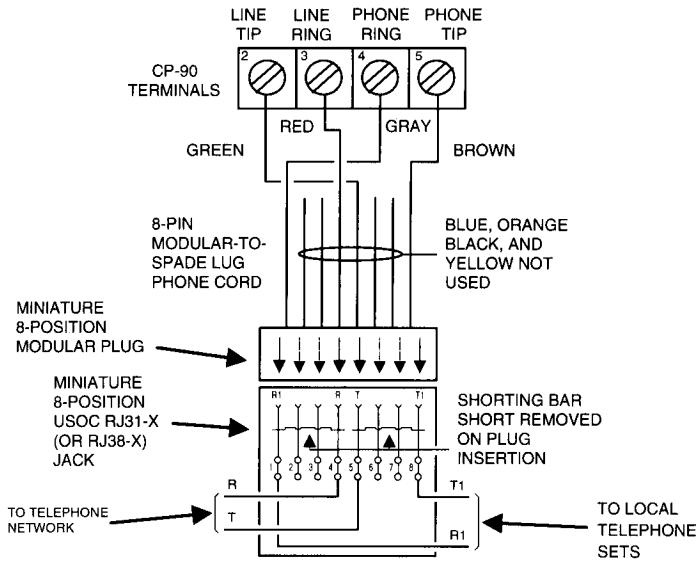 LINE TIP
LINE RING
PHONE RING
PHONE TIP
2 3 4 5
CP-90
TERMINALS
RED
GRAY
GREEN
BROWN
8-PIN
MODULAR-TO-
SPADE LUG
PHONE CORD
BLUE, ORANGE
BLACK, AND
YELLOW NOT
USED
MINIATURE
8-POSITION
MODULAR PLUG
MINIATURE
8-POSITION
USOC RJ31-X
(OR RJ38-X)
JACK
R1 R T T1
SHORTING BAR
SHORT REMOVED
ON PLUG
INSERTION
1 2 3 4 5 6 7 8
R
T
T1
R1
TO TELEPHONE
NETWORK
TO LOCAL
TELEPHONE
SETS